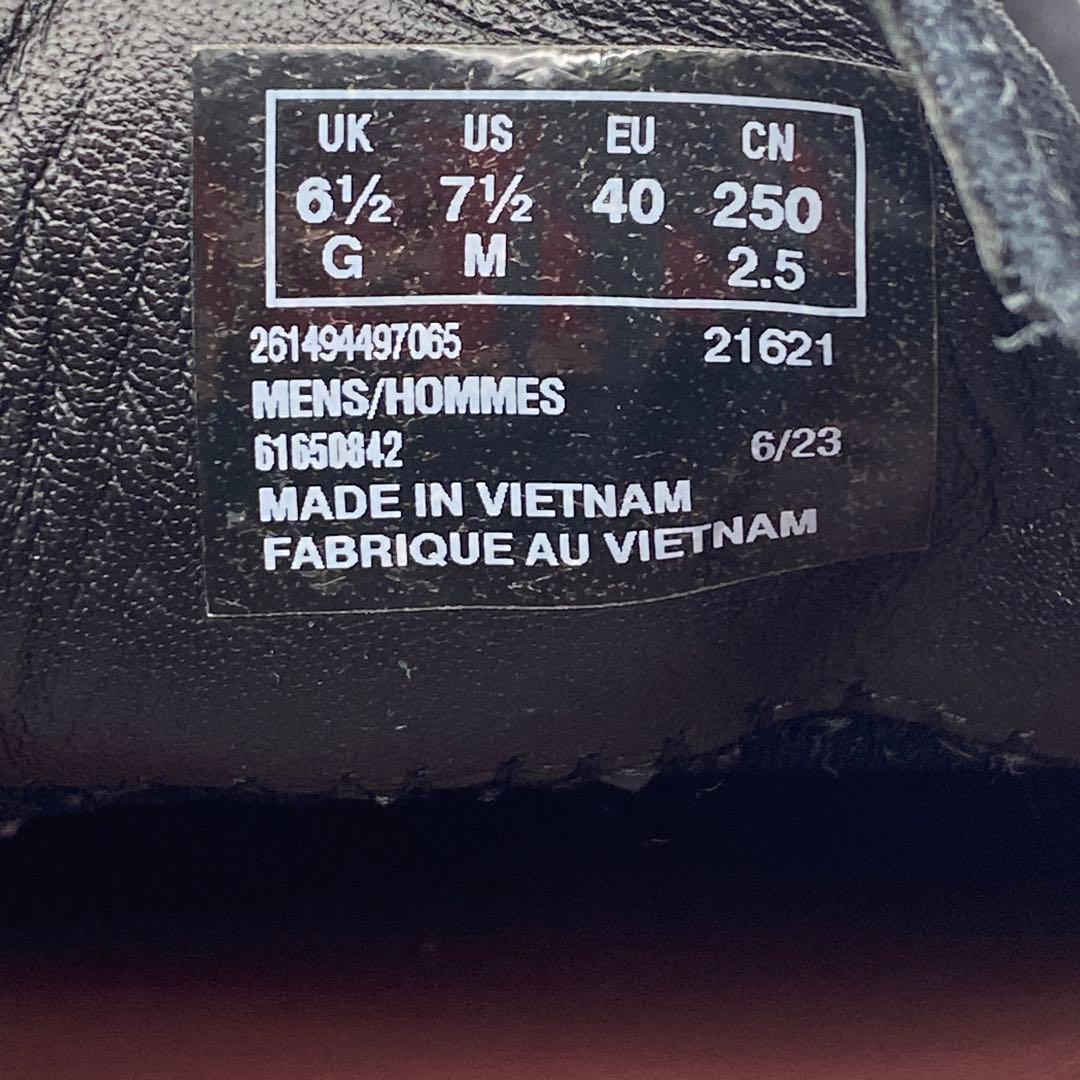 UK US EU CN
6½ 7½ 40 250
G M 2.5
261494497065 21621
MENS/HOMMES
61650842 6/23
MADE IN VIETNAM
FABRIQUE AU VIETNAM